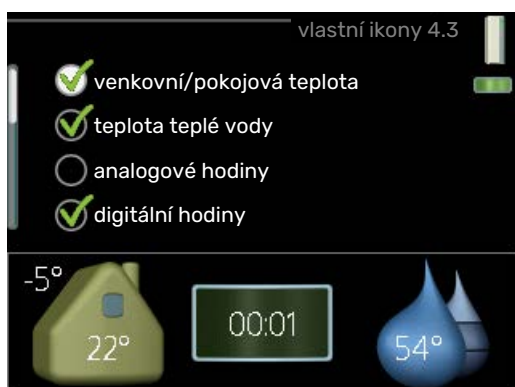 vlastní ikony 4.3
venkovní/pokojová teplota
teplota teplé vody
analogové hodiny
digitální hodiny
-5°
22°
00:01
54°